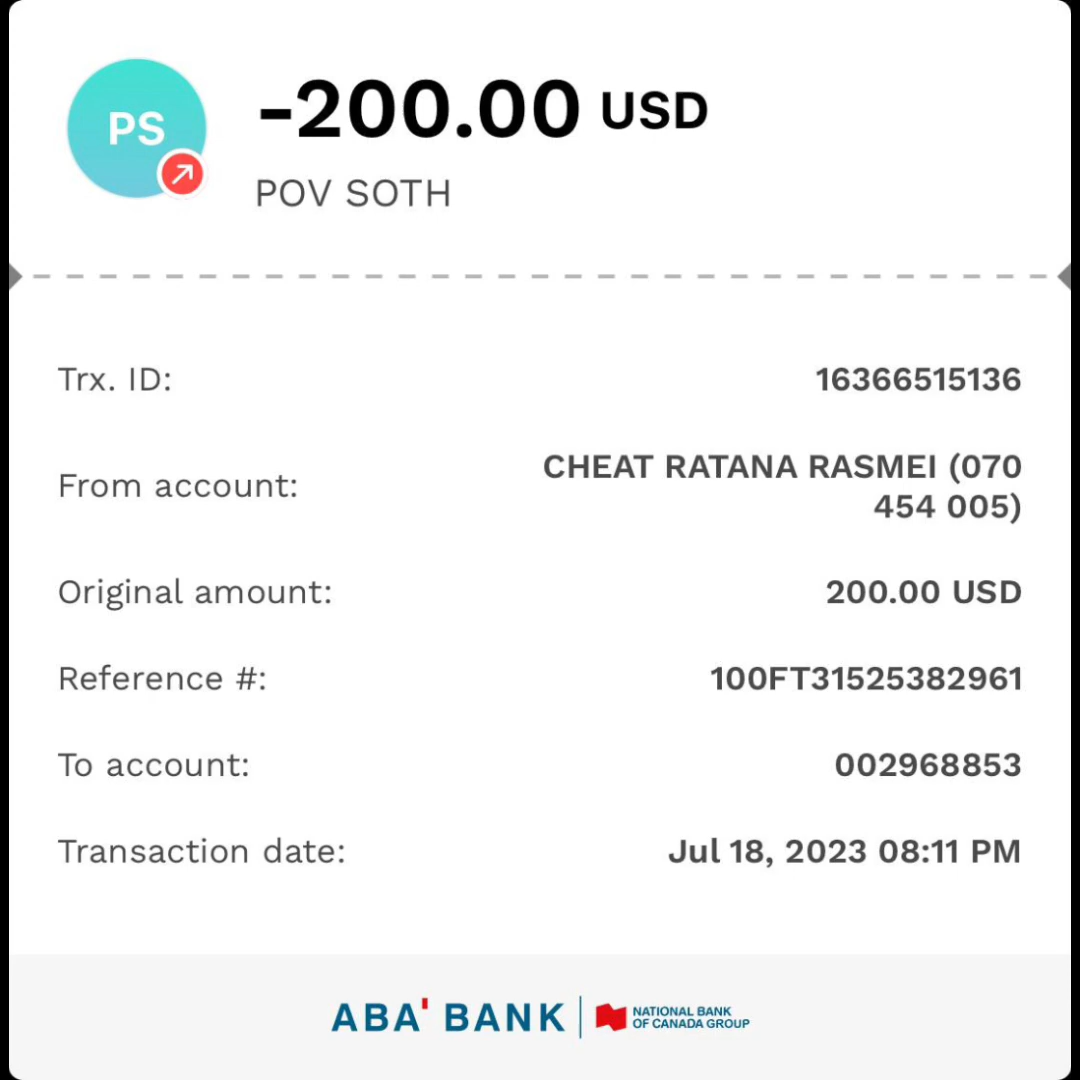 PS
-200.00 USD
POV SOTH
Trx. ID:
16366515136
From account:
CHEAT RATANA RASMEI (070
454 005)
Original amount:
200.00 USD
Reference #:
100FT31525382961
To account:
002968853
Transaction date:
Jul 18, 2023 08:11 PM
ABA' BANK
NATIONAL BANK
OF CANADA GROUP